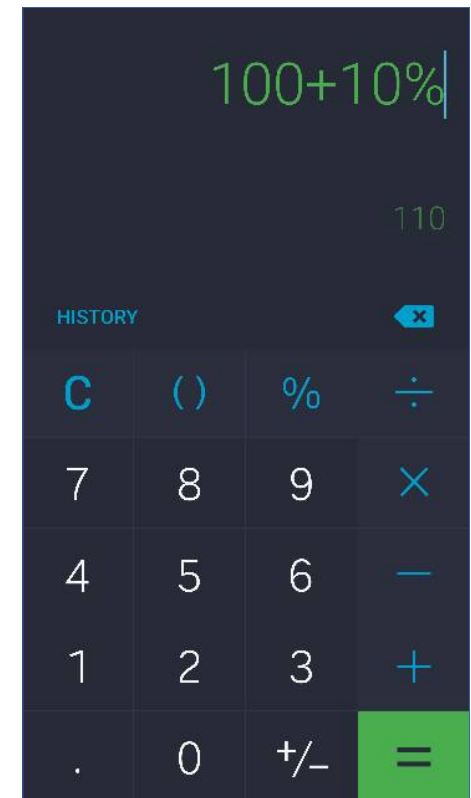 100+10%
110
HISTORY
C ( ) % ÷
7 8 9 ×
4 5 6 −
1 2 3 +
. 0 +/− =